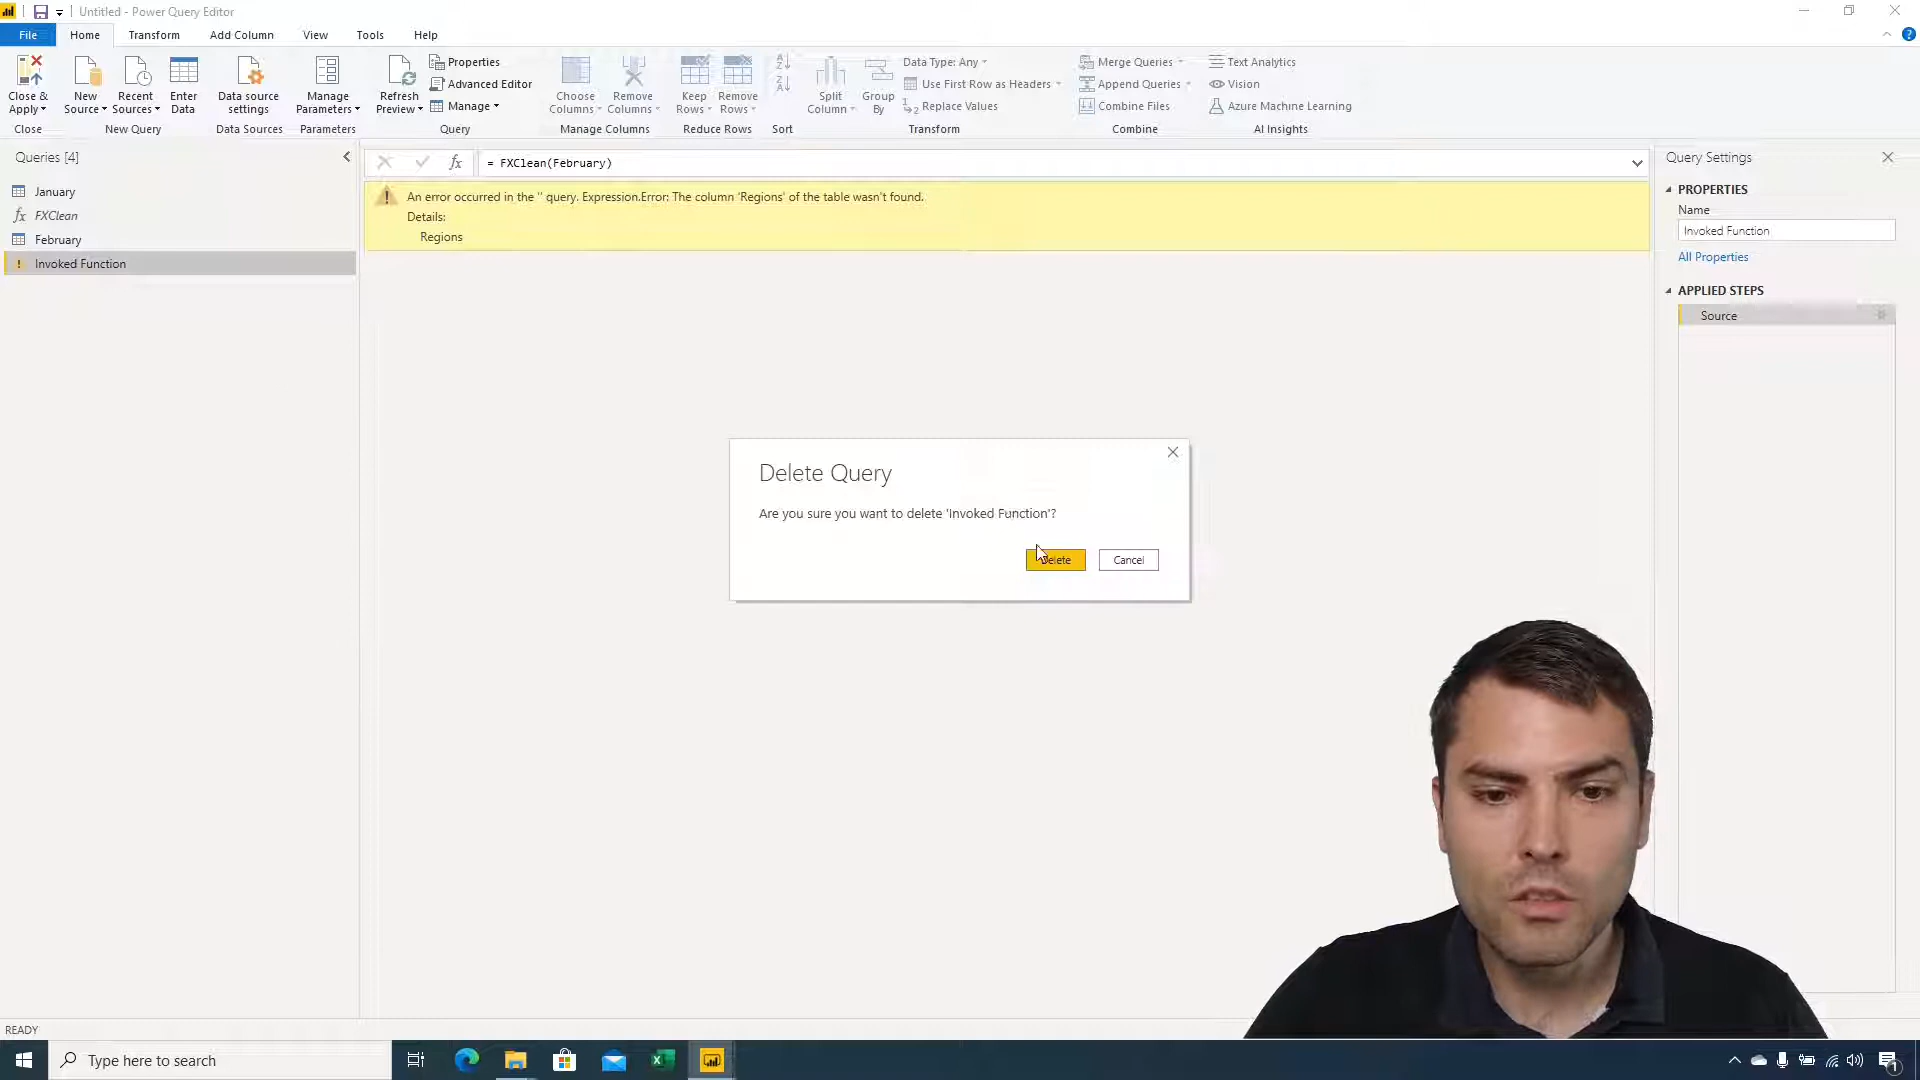 Untitled - Power Query Editor
File Home Transform Add Column View Tools Help
Close & Apply
New Source
Recent Sources
Enter Data
Data source settings
Manage Parameters
Refresh Preview
Properties
Advanced Editor
Manage
Choose Columns
Remove Columns
Keep Rows
Remove Rows
Split Column
Group By
Data Type: Any
Use First Row as Headers
Replace Values
Merge Queries
Append Queries
Combine Files
Text Analytics
Vision
Azure Machine Learning
Close
New Query
Data Sources
Parameters
Query
Manage Columns
Reduce Rows
Sort
Transform
Combine
AI Insights
Queries [4]
January
FXClean
February
Invoked Function
= FXClean(February)
An error occurred in the '' query. Expression.Error: The column 'Regions' of the table wasn't found.
Details:
Regions
Delete Query
Are you sure you want to delete 'Invoked Function'?
Delete
Cancel
Query Settings
PROPERTIES
Name
Invoked Function
All Properties
APPLIED STEPS
Source
READY
Type here to search